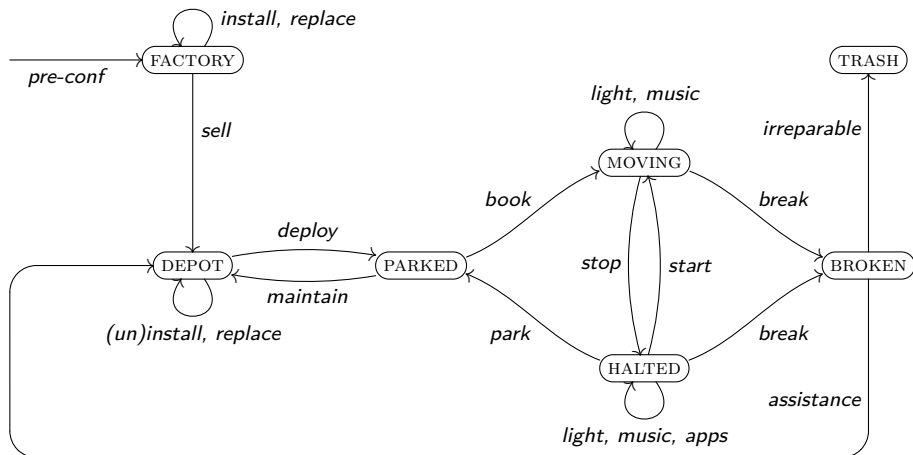 install, replace
FACTORY
TRASH
pre-conf
light, music
irreparable
sell
MOVING
book
break
deploy
DEPOT
PARKED
stop
start
BROKEN
maintain
(un)install, replace
park
break
HALTED
assistance
light, music, apps